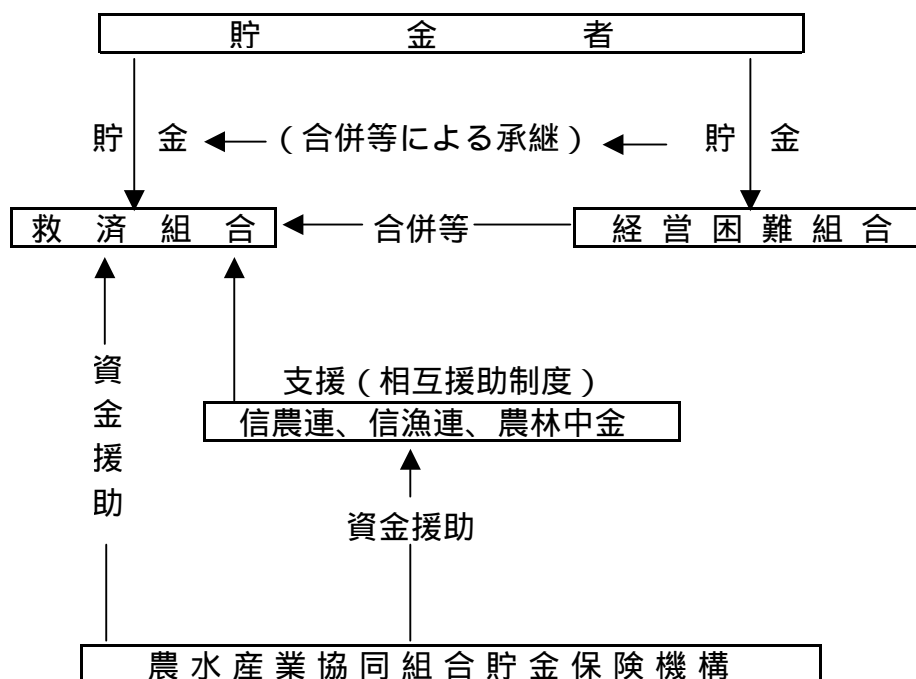 貯金者
貯金 （合併等による承継） 貯金
救済組合 合併等 経営困難組合
資金援助
支援（相互援助制度）
信農連、信漁連、農林中金
資金援助
農水産業協同組合貯金保険機構